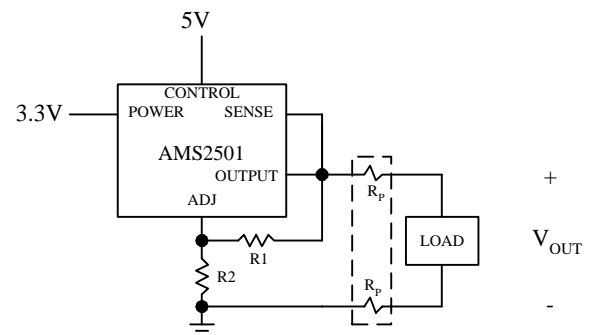 5V
CONTROL
3.3V
POWER SENSE
AMS2501
OUTPUT
ADJ
R1
R2
RP
RP
LOAD
+
VOUT
-